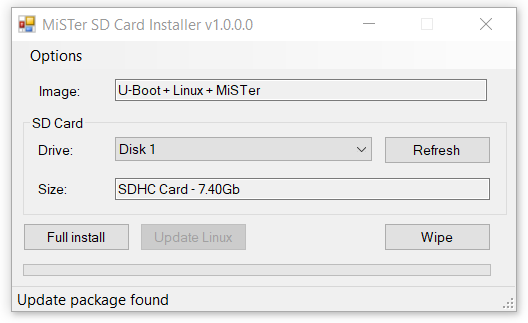 MiSTer SD Card Installer v1.0.0.0
Options
Image: U-Boot + Linux + MiSTer
SD Card
Drive: Disk 1 Refresh
Size: SDHC Card - 7.40Gb
Full install Update Linux Wipe
Update package found